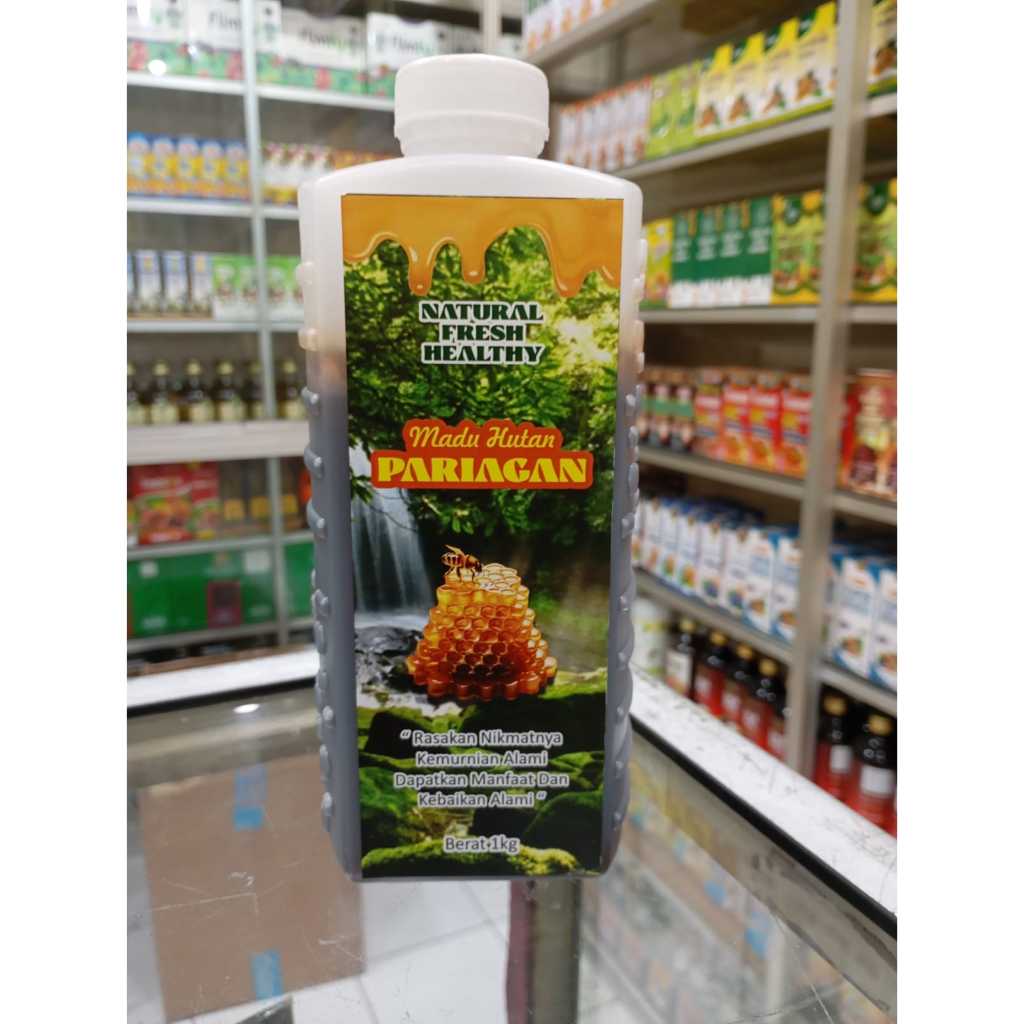 NATURAL
FRESH
HEALTHY
Madu Hutan
PARIAGAN
“ Rasakan Nikmatnya
Kemurnian Alami
Dapatkan Manfaat Dan
Kebaikan Alami “
Berat 1kg